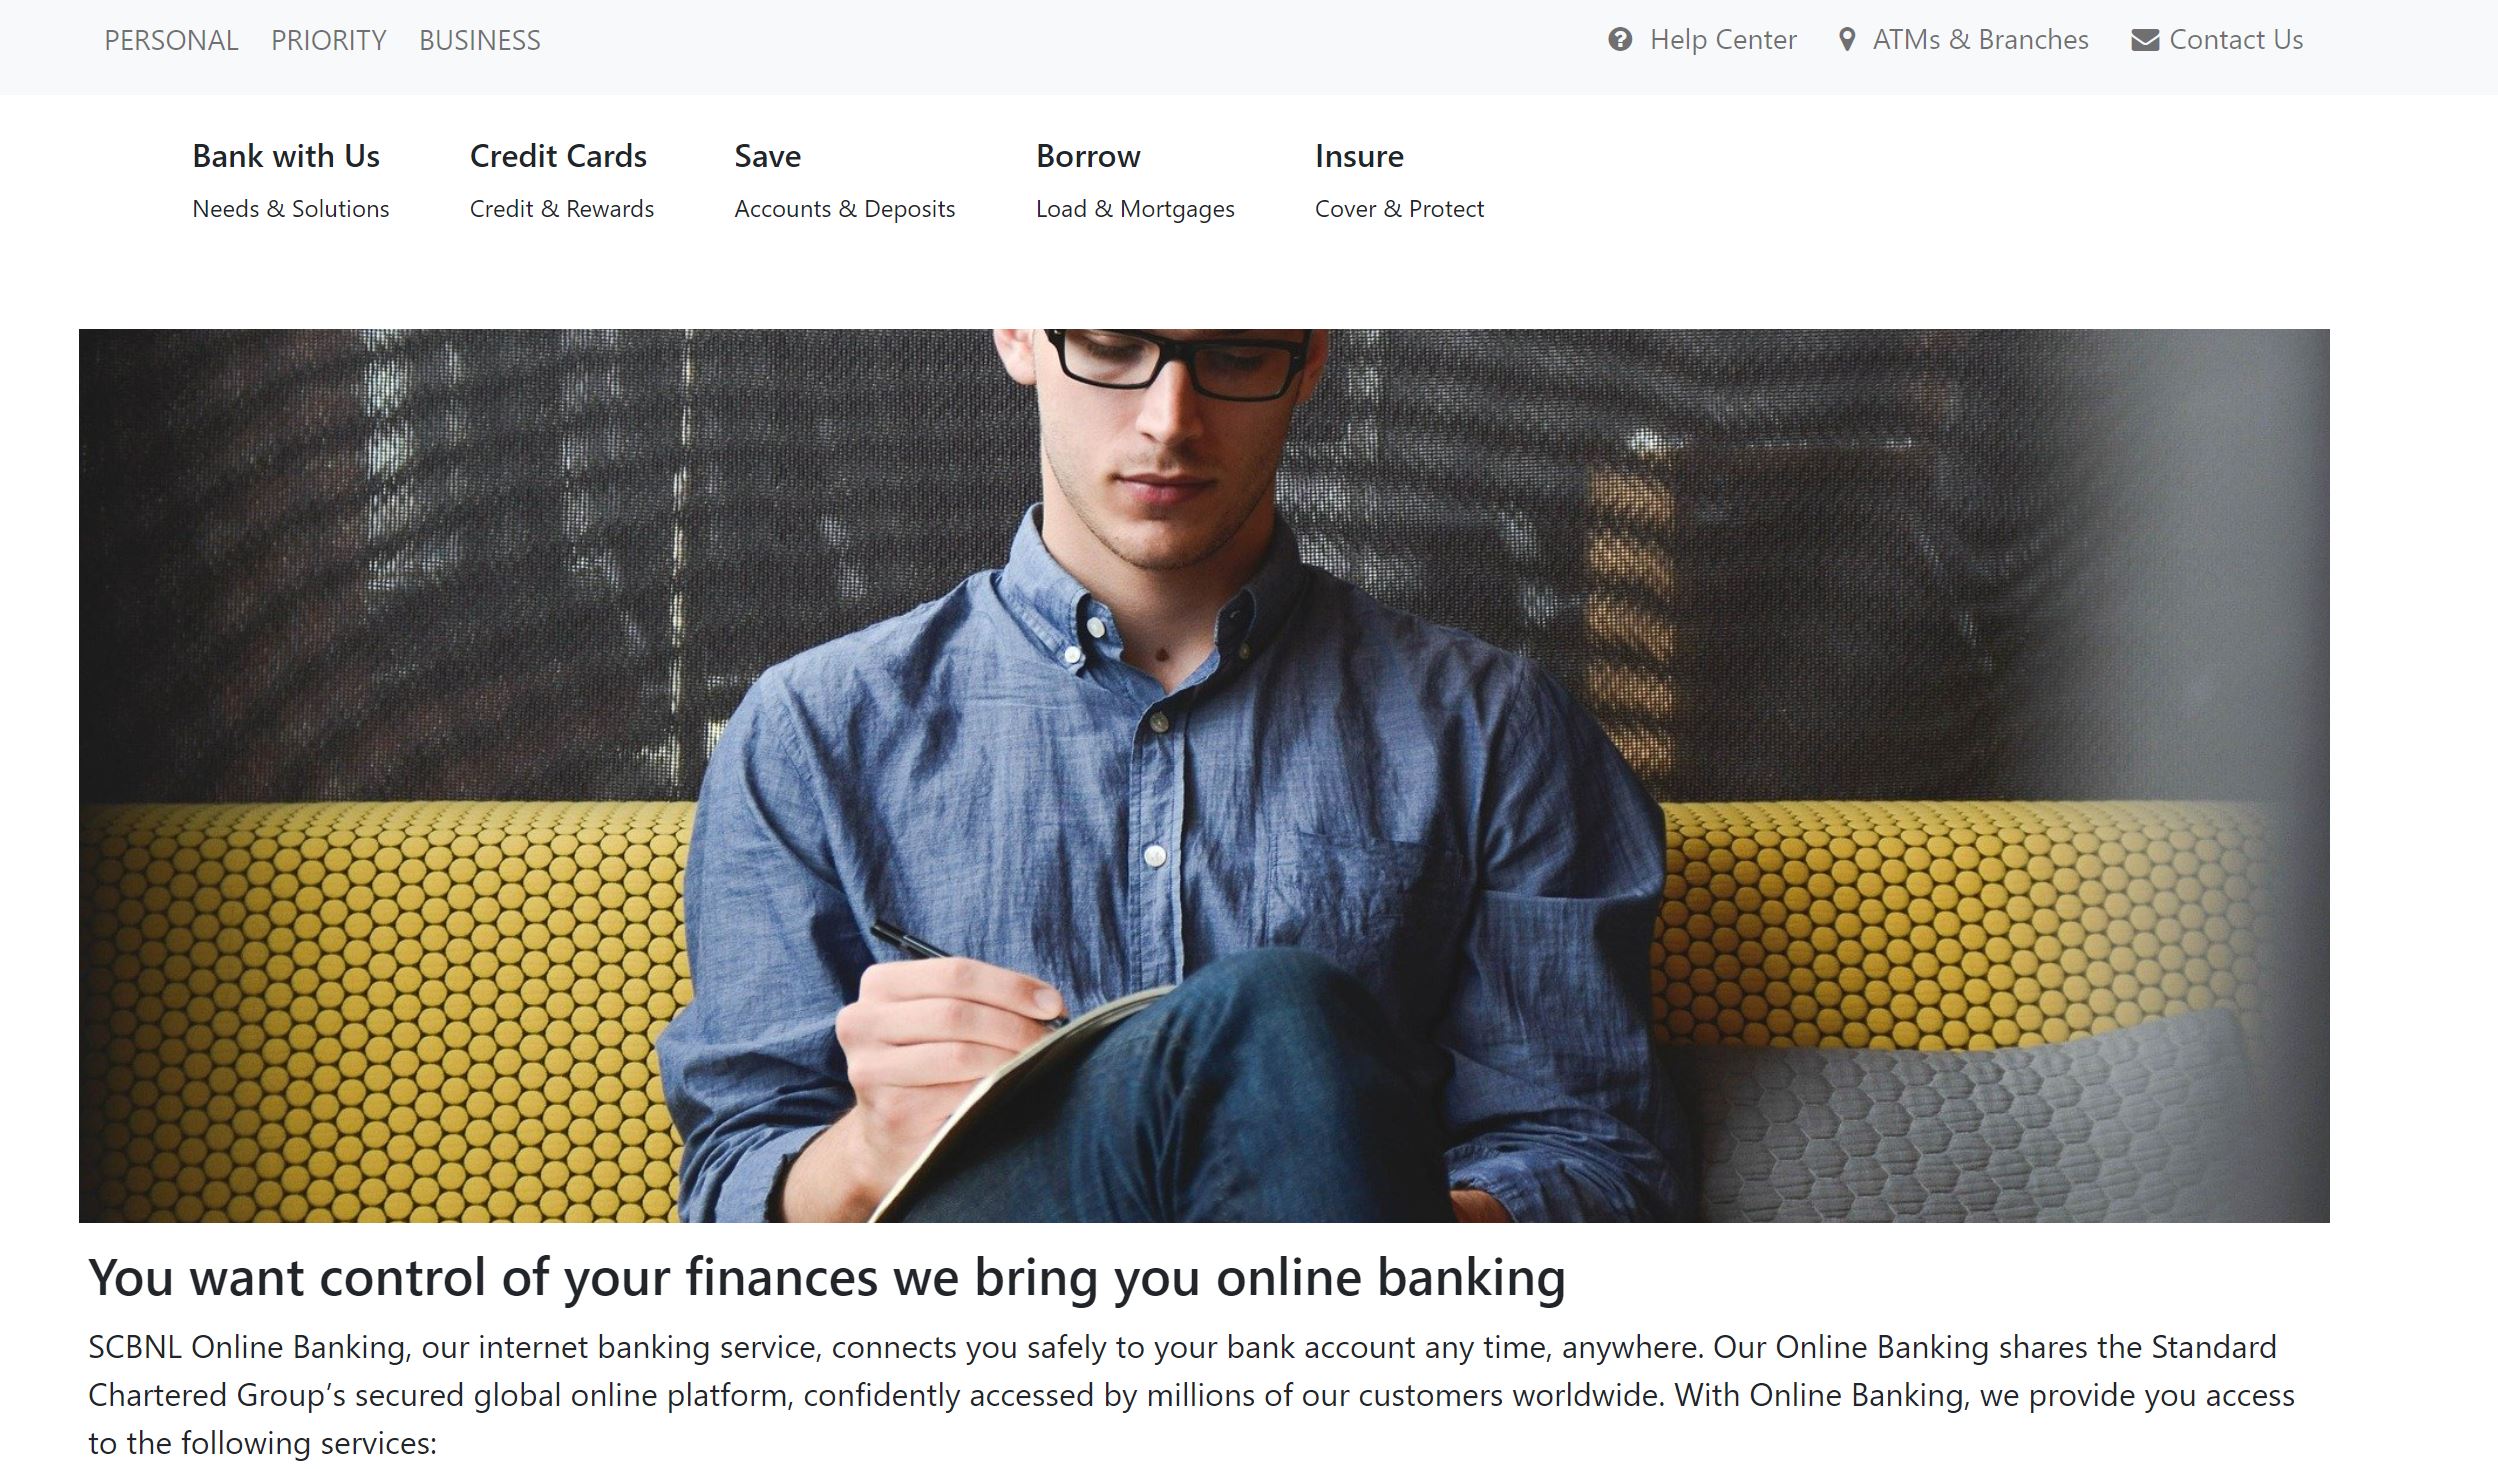 PERSONAL PRIORITY BUSINESS Help Center ATMs & Branches Contact Us
Bank with Us Credit Cards Save Borrow Insure
Needs & Solutions Credit & Rewards Accounts & Deposits Load & Mortgages Cover & Protect
You want control of your finances we bring you online banking
SCBNL Online Banking, our internet banking service, connects you safely to your bank account any time, anywhere. Our Online Banking shares the Standard
Chartered Group’s secured global online platform, confidently accessed by millions of our customers worldwide. With Online Banking, we provide you access
to the following services: